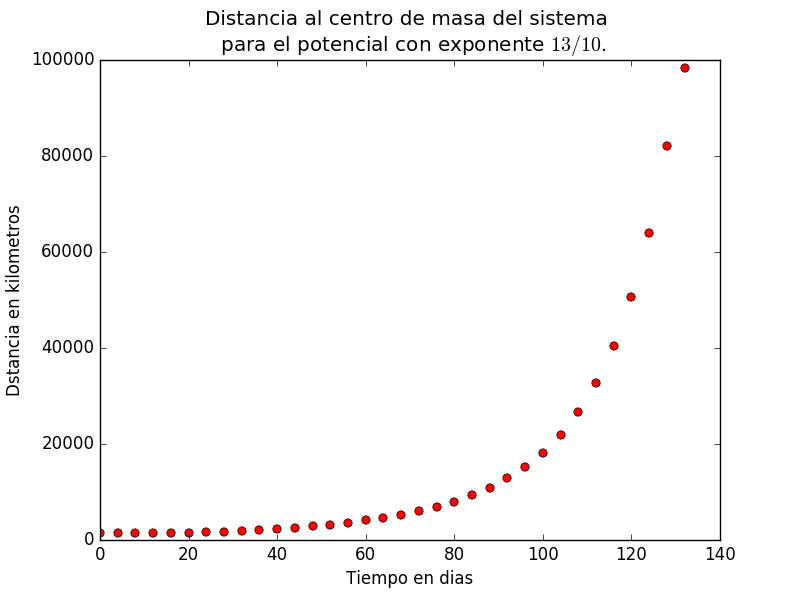 Distancia al centro de masa del sistema
para el potencial con exponente 13/10.
100000
80000
60000
40000
20000
0
Dstancia en kilometros
0 20 40 60 80 100 120 140
Tiempo en dias